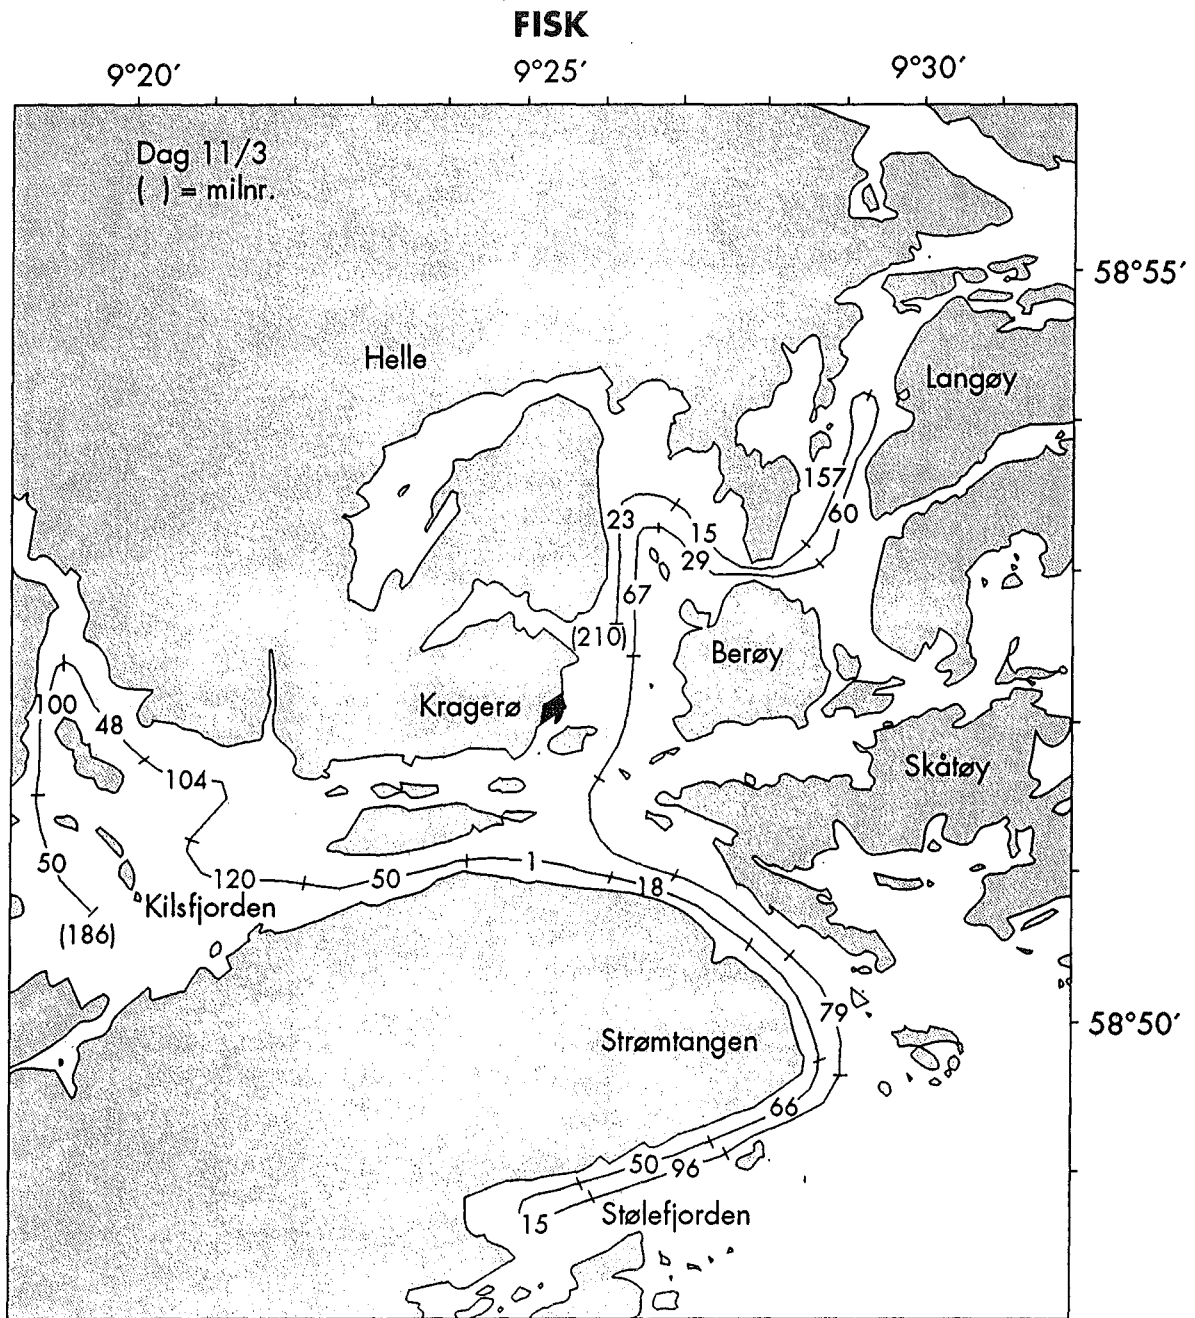 FISK
9°20′ 9°25′ 9°30′
Dag 11/3
( ) = milnr.
58°55′
Helle
Langøy
157
23
60
15
29
67
(210)
Berøy
100
Kragerø
48
Skåtøy
104
50
1
120
50
18
Kilsfjorden
(186)
79
58°50′
Strømtangen
66
50
96
15
Stølefjorden